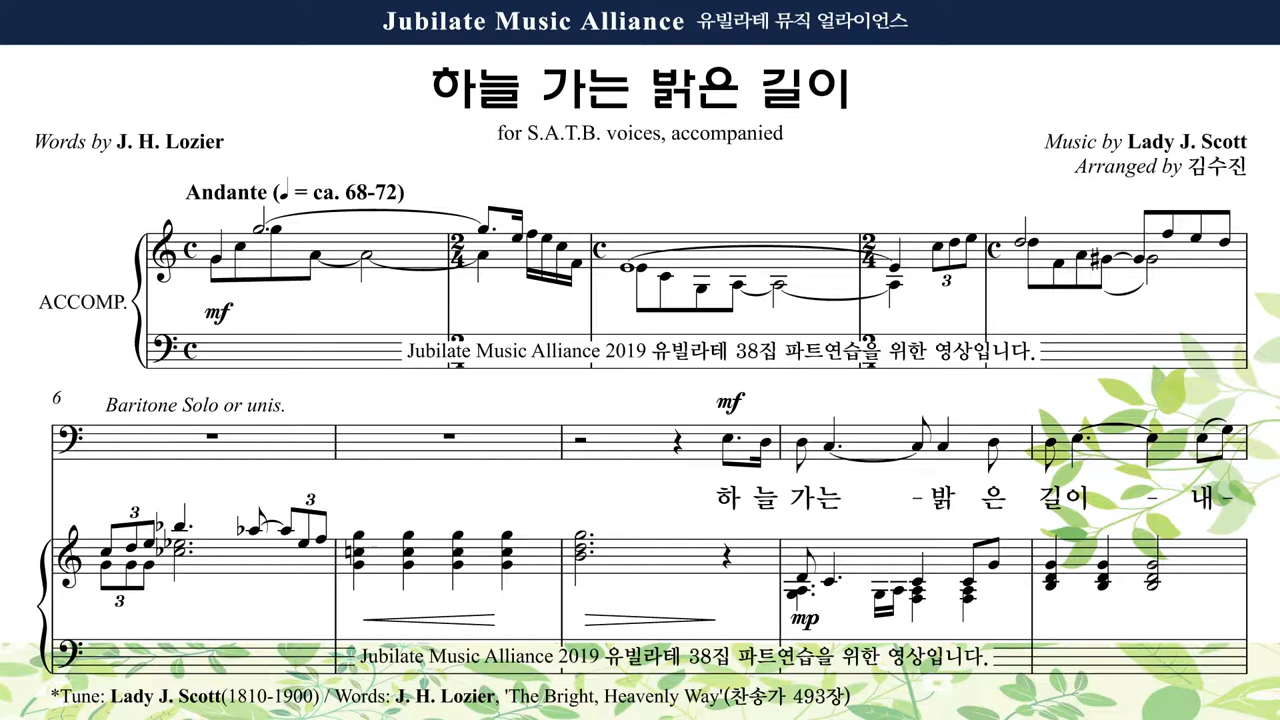 Jubilate Music Alliance 유빌라테 뮤직 얼라이언스
하늘 가는 밝은 길이
for S.A.T.B. voices, accompanied
Words by J. H. Lozier
Music by Lady J. Scott
Arranged by 김수진
Andante (♩ = ca. 68-72)
ACCOMP.
mf
3
Jubilate Music Alliance 2019 유빌라테 38집 파트연습을 위한 영상입니다.
6
Baritone Solo or unis.
mf
하 늘 가는 - 밝 은 길이 - 내 -
3
3
3
mp
Jubilate Music Alliance 2019 유빌라테 38집 파트연습을 위한 영상입니다.
*Tune: Lady J. Scott(1810-1900) / Words: J. H. Lozier, 'The Bright, Heavenly Way'(찬송가 493장)